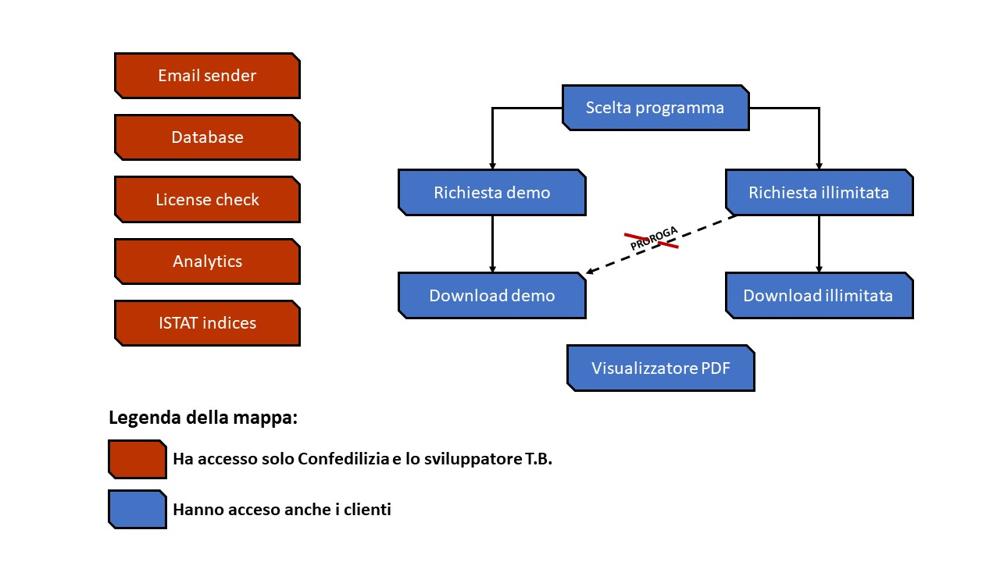 Email sender
Database
License check
Analytics
ISTAT indices
Scelta programma
Richiesta demo
Richiesta illimitata
PROROGA
Download demo
Download illimitata
Visualizzatore PDF
Legenda della mappa:
Ha accesso solo Confedilizia e lo sviluppatore T.B.
Hanno acceso anche i clienti